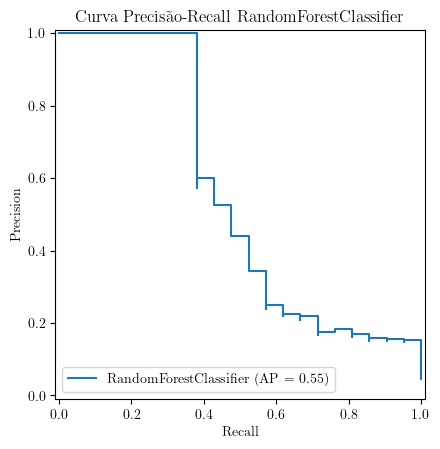 Curva Precisão-Recall RandomForestClassifier
1.0
0.8
0.6
0.4
0.2
0.0
Precision
RandomForestClassifier (AP = 0.55)
0.0 0.2 0.4 0.6 0.8 1.0
Recall